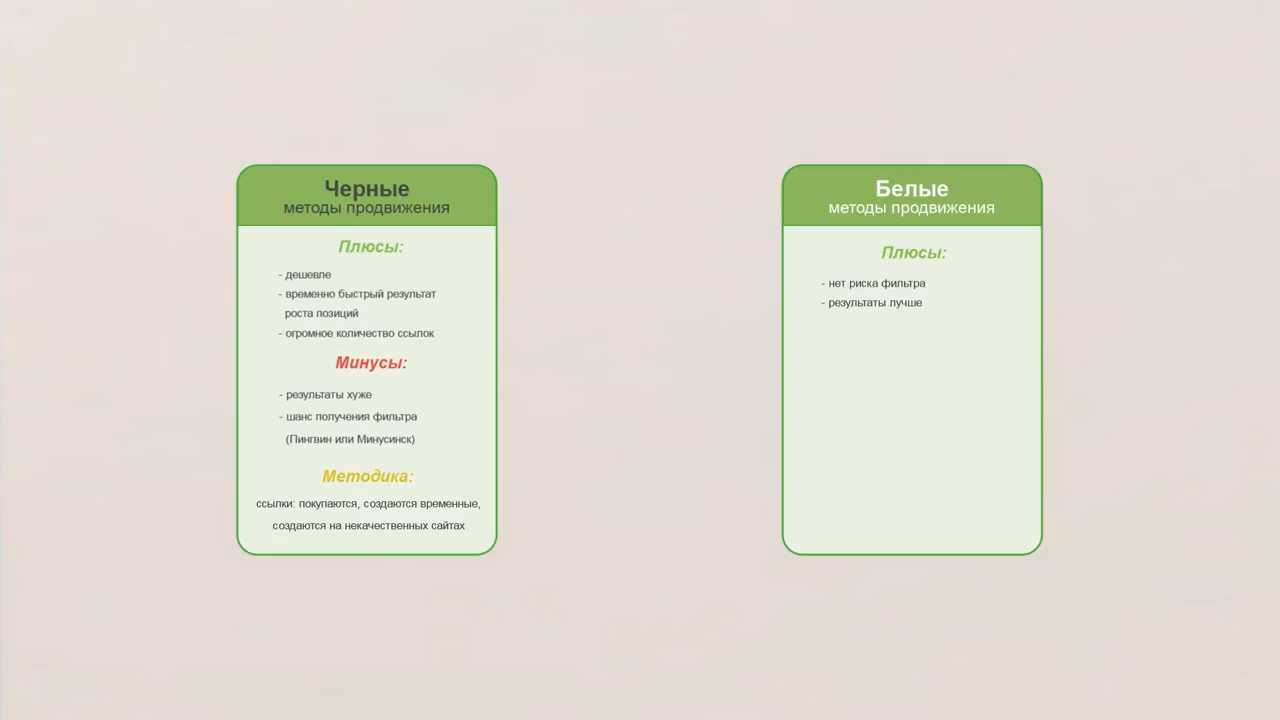 Черные
методы продвижения
Плюсы:
- дешевле
- временно быстрый результат
роста позиций
- огромное количество ссылок
Минусы:
- результаты хуже
- шанс получения фильтра
(Пингвин или Минусинск)
Методика:
ссылки: покупаются, создаются временные,
создаются на некачественных сайтах
Белые
методы продвижения
Плюсы:
- нет риска фильтра
- результаты лучше